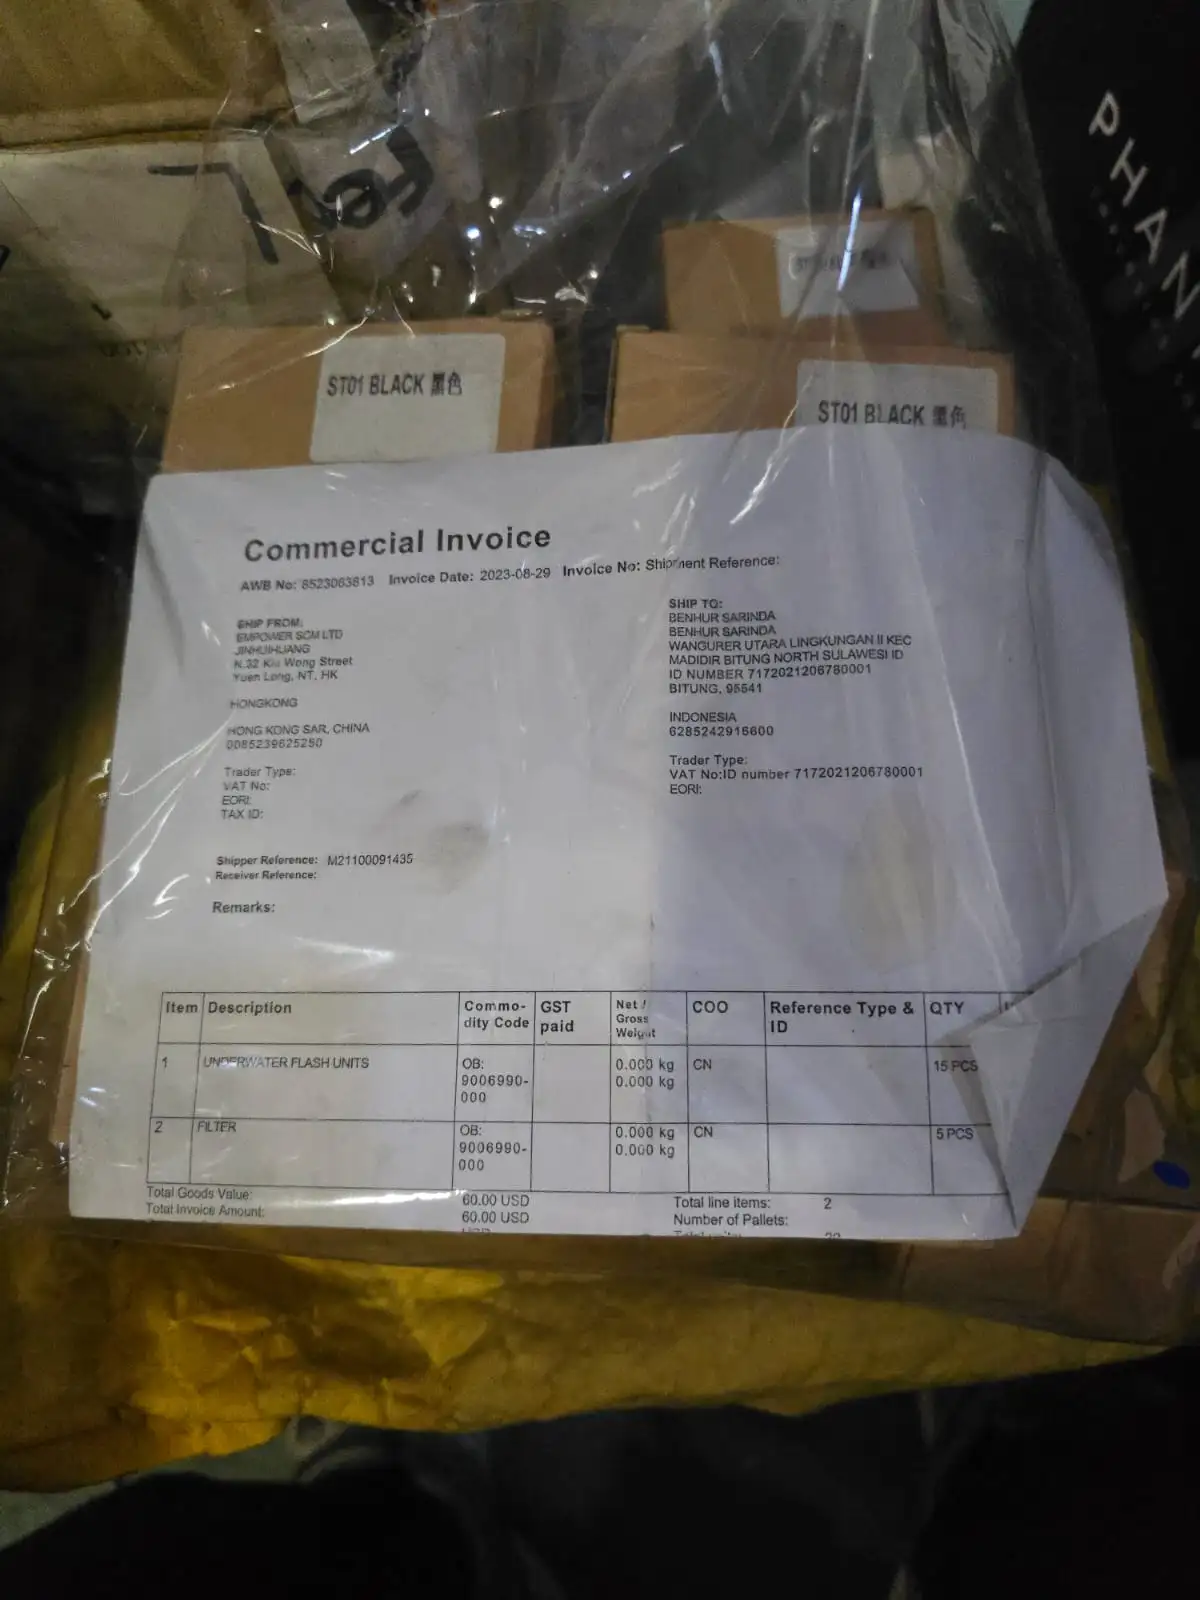 PHAN
ST01 BLACK 黑色
ST01 BLACK 黑色
Commercial Invoice
AWB No: 8523063813 Invoice Date: 2023-08-29 Invoice No: Shipment Reference:
SHIP FROM:
EMPOWER SCM LTD
JINHUIHUANG
N.32 Kiu Wong Street
Yuen Long, NT, HK
HONGKONG
HONG KONG SAR, CHINA
0085239625250
Trader Type:
VAT No:
EORI:
TAX ID:
SHIP TO:
BENHUR SARINDA
BENHUR SARINDA
WANGURER UTARA LINGKUNGAN II KEC
MADIDIR BITUNG NORTH SULAWESI ID
ID NUMBER 7172021206780001
BITUNG, 95541
INDONESIA
6285242916600
Trader Type:
VAT No:ID number 7172021206780001
EORI:
Shipper Reference: M21100091435
Receiver Reference:
Remarks:
Item Description Commo- GST Net / COO Reference Type & QTY
dity Code paid Gross ID
Weight
1 UNDERWATER FLASH UNITS OB: 0.000 kg CN 15 PCS
9006990- 0.000 kg
000
2 FILTER OB: 0.000 kg CN 5 PCS
9006990- 0.000 kg
000
Total Goods Value: 60.00 USD Total line items: 2
Total Invoice Amount: 60.00 USD Number of Pallets: